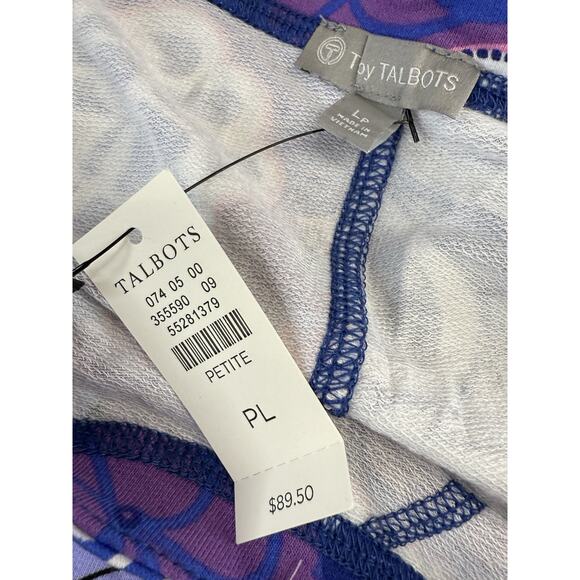 T by TALBOTS
LP
MADE IN
VIETNAM
TALBOTS
074 05 00
355590 09
55281379
PETITE
PL
$89.50